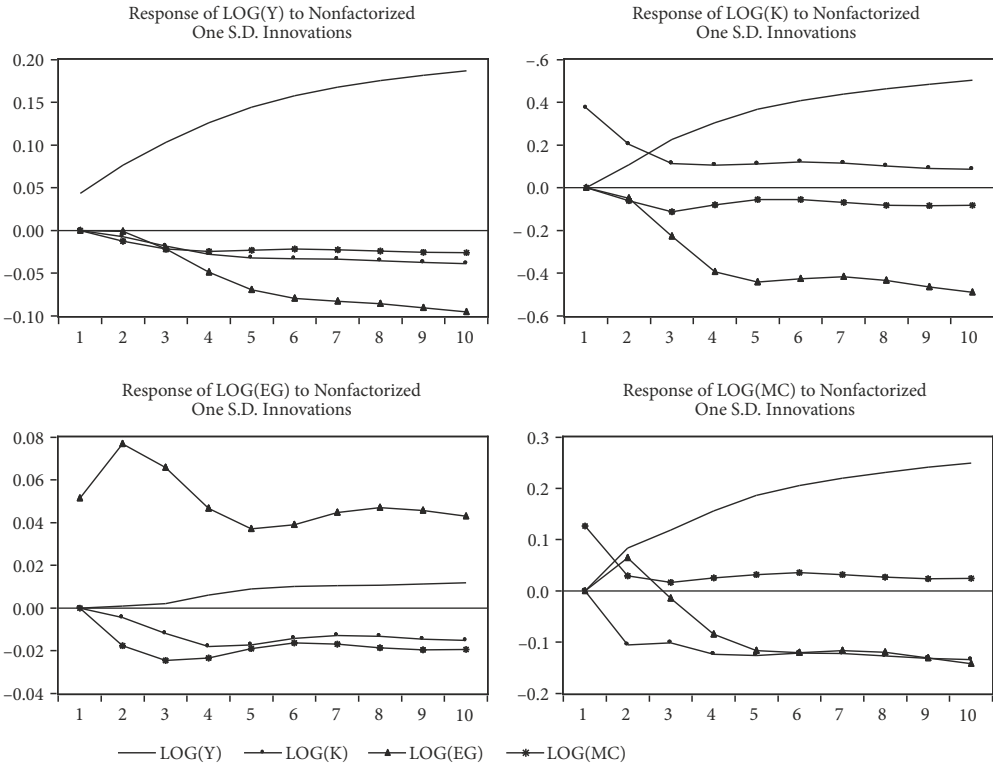 Response of LOG(Y) to Nonfactorized
One S.D. Innovations
0.20
0.15
0.10
0.05
0.00
–0.05
–0.10
1 2 3 4 5 6 7 8 9 10
Response of LOG(K) to Nonfactorized
One S.D. Innovations
–.6
0.4
0.2
0.0
– 0.2
–0.4
–0.6
1 2 3 4 5 6 7 8 9 10
Response of LOG(EG) to Nonfactorized
One S.D. Innovations
0.08
0.06
0.04
0.02
0.00
–0.02
–0.04
1 2 3 4 5 6 7 8 9 10
Response of LOG(MC) to Nonfactorized
One S.D. Innovations
0.3
0.2
0.1
0.0
–0.1
–0.2
1 2 3 4 5 6 7 8 9 10
LOG(Y) LOG(K) LOG(EG) LOG(MC)